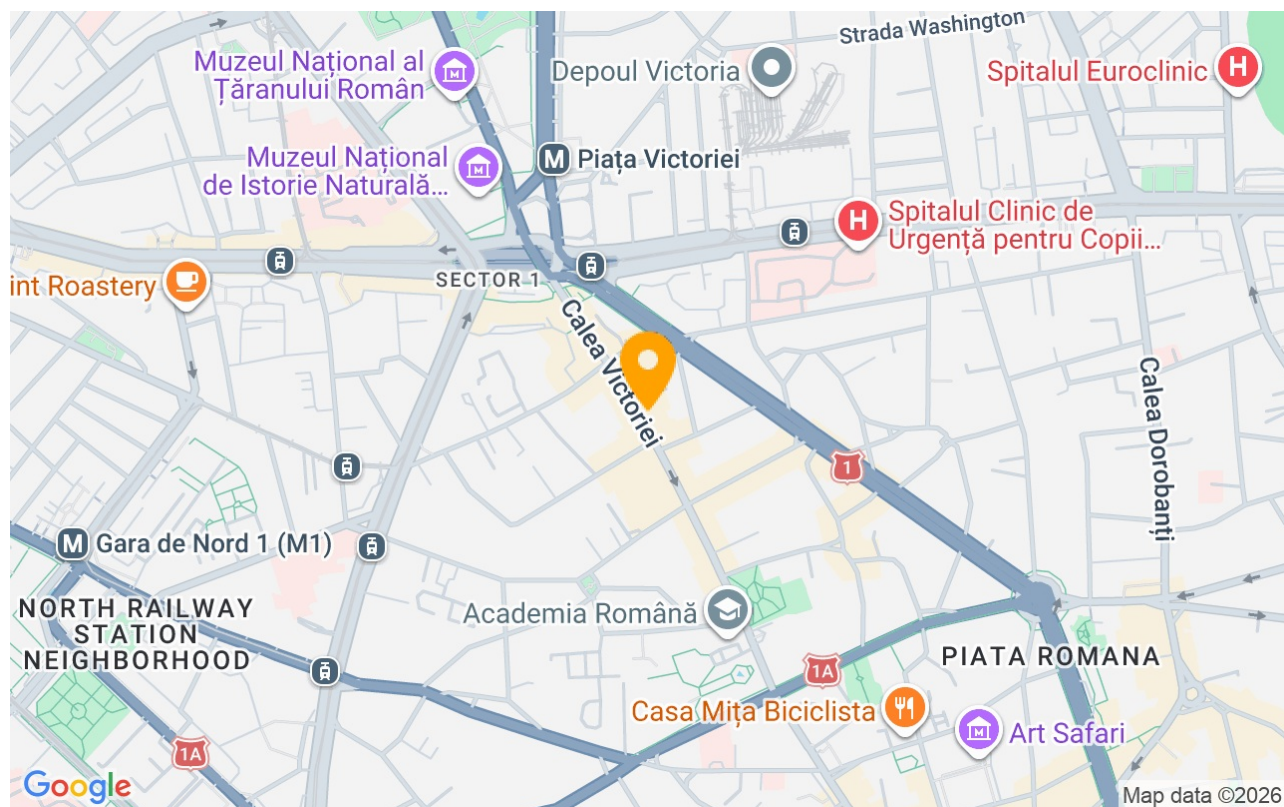 Strada Washington
Muzeul Național al
Țăranului Român
Depoul Victoria
Spitalul Euroclinic
H
Muzeul Național
de Istorie Naturală...
M
Piața Victoriei
Spitalul Clinic de
Urgență pentru Copii...
H
int Roastery
SECTOR 1
Calea Victoriei
Calea Dorobanți
1
M
Gara de Nord 1 (M1)
NORTH RAILWAY
STATION
NEIGHBORHOOD
Academia Română
PIATA ROMANA
1A
Casa Mița Biciclista
Art Safari
1A
Google
Map data ©2026